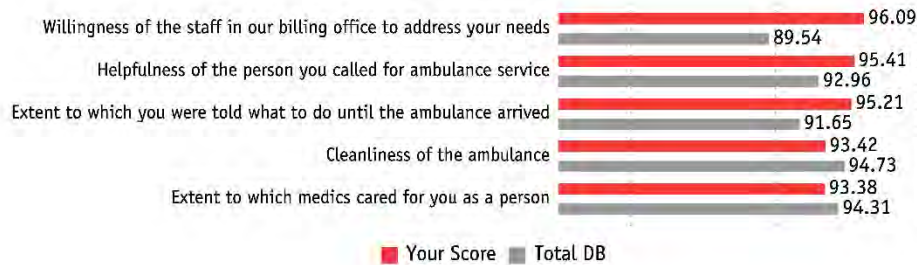 Willingness of the staff in our billing office to address your needs
96.09
89.54
Helpfulness of the person you called for ambulance service
95.41
92.96
Extent to which you were told what to do until the ambulance arrived
95.21
91.65
Cleanliness of the ambulance
93.42
94.73
Extent to which medics cared for you as a person
93.38
94.31
Your Score
Total DB